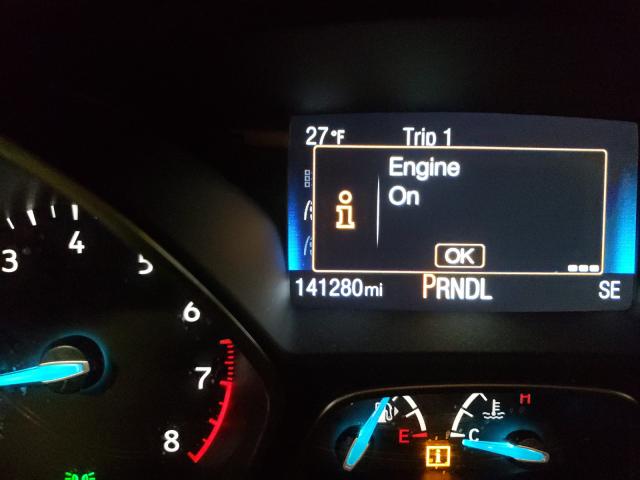 27°F Trip 1
Engine
On
i
OK
141280mi PRNDL SE
3 4 5 6 7 8
E C H
i